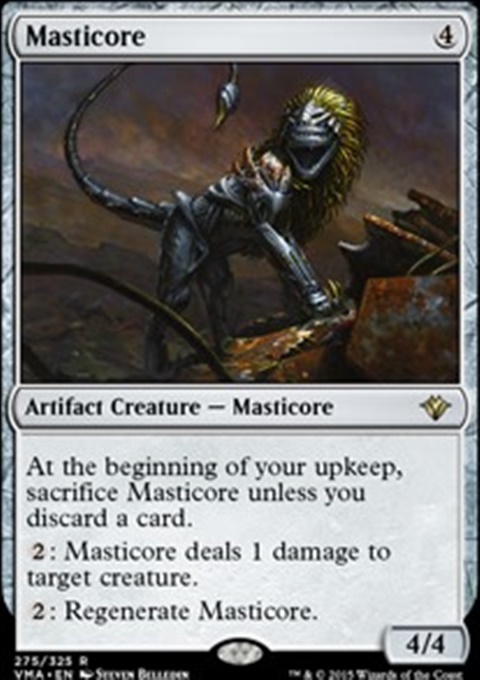 Masticore 4
Artifact Creature — Masticore
At the beginning of your upkeep,
sacrifice Masticore unless you
discard a card.
2: Masticore deals 1 damage to
target creature.
2: Regenerate Masticore.
4/4
275/325 R
VMA • EN Steven Belledin
™ & © 2015 Wizards of the Coast